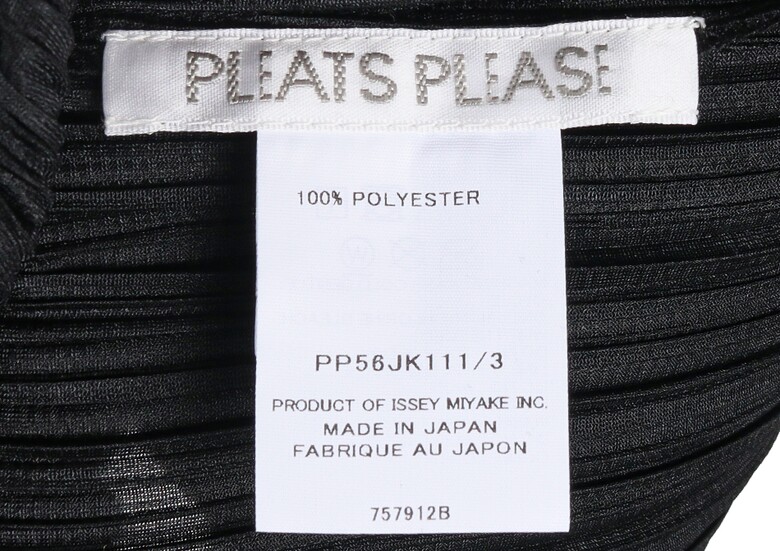 PLEATS PLEASE
100% POLYESTER
PP56JK111/3
PRODUCT OF ISSEY MIYAKE INC.
MADE IN JAPAN
FABRIQUE AU JAPON
757912B